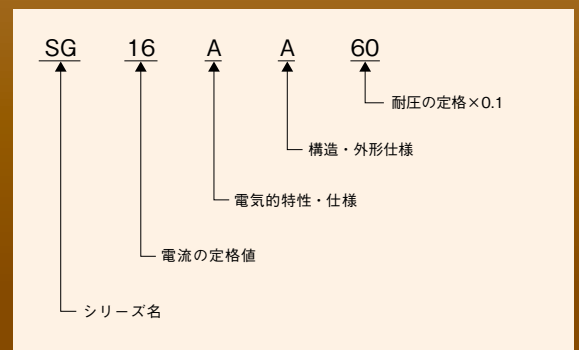 SG 16 A A 60
耐圧の定格×0.1
構造・外形仕様
電気的特性・仕様
電流の定格値
シリーズ名